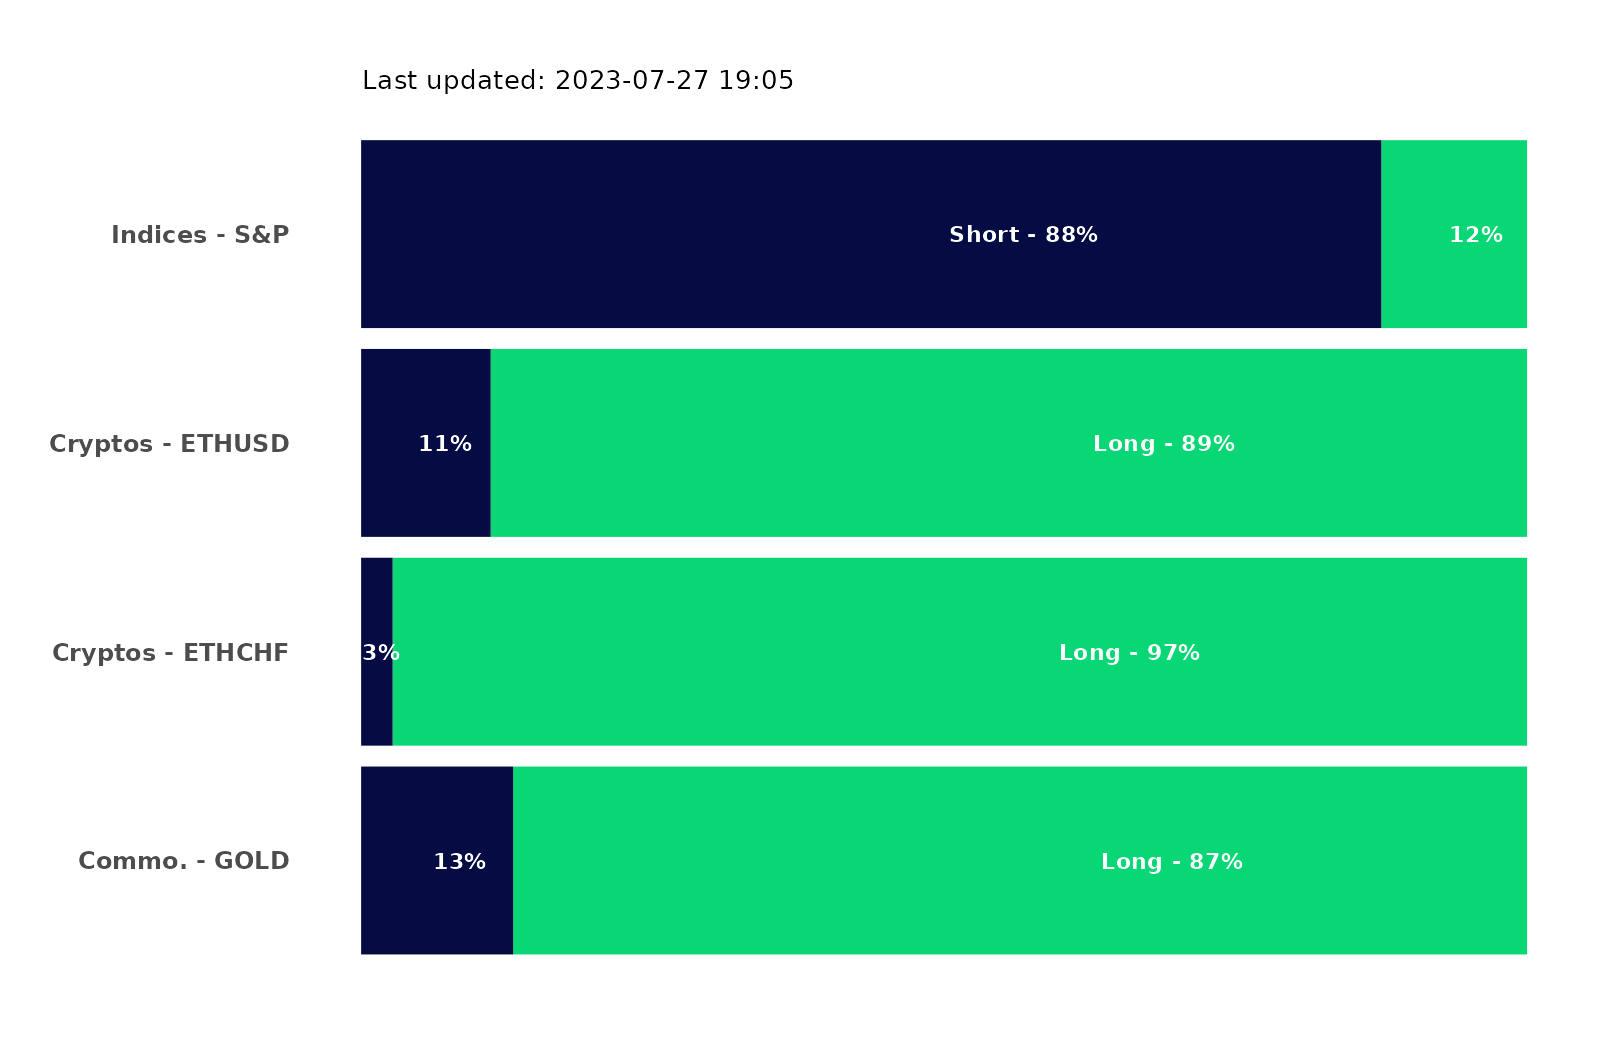 Last updated: 2023-07-27 19:05
Indices - S&P Short - 88% 12%
Cryptos - ETHUSD 11% Long - 89%
Cryptos - ETHCHF 3% Long - 97%
Commo. - GOLD 13% Long - 87%